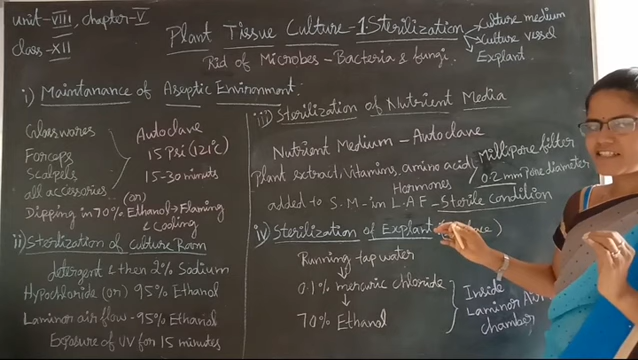 unit-VIII, chapter-V
class-XII
Plant Tissue Culture-1 Sterilization
Culture medium
Culture vessel
Explant
Rid of Microbes - Bacteria & fungi.
i) Maintanance of Aseptic Environment.
Glasswares
Forceps
Scalpels
all accessories
Autoclave
15 Psi (121°C)
15-30 minuts
(or)
Dipping in 70% Ethanol → Flaming
& Cooling
ii) Sterlization of Culture Room
detergent & then 2% Sodium
Hypochloride (or) 95% Ethanol
Laminor air flow - 95% Ethanol
Exposure of UV for 15 minutes
iii) Sterilization of Nutrient Media
Nutrient Medium - Autoclave
Plant extract, vitamins, amino acid,
Hormones
Millipore filter
0.2 mm Pore diameter
added to S.M-in L.A.F - Sterile condition
iv) Sterilization of Explant
Running tap water
↓
0.1% mercuric chloride
↓
70% Ethanol
Inside
Laminor Air
chamber